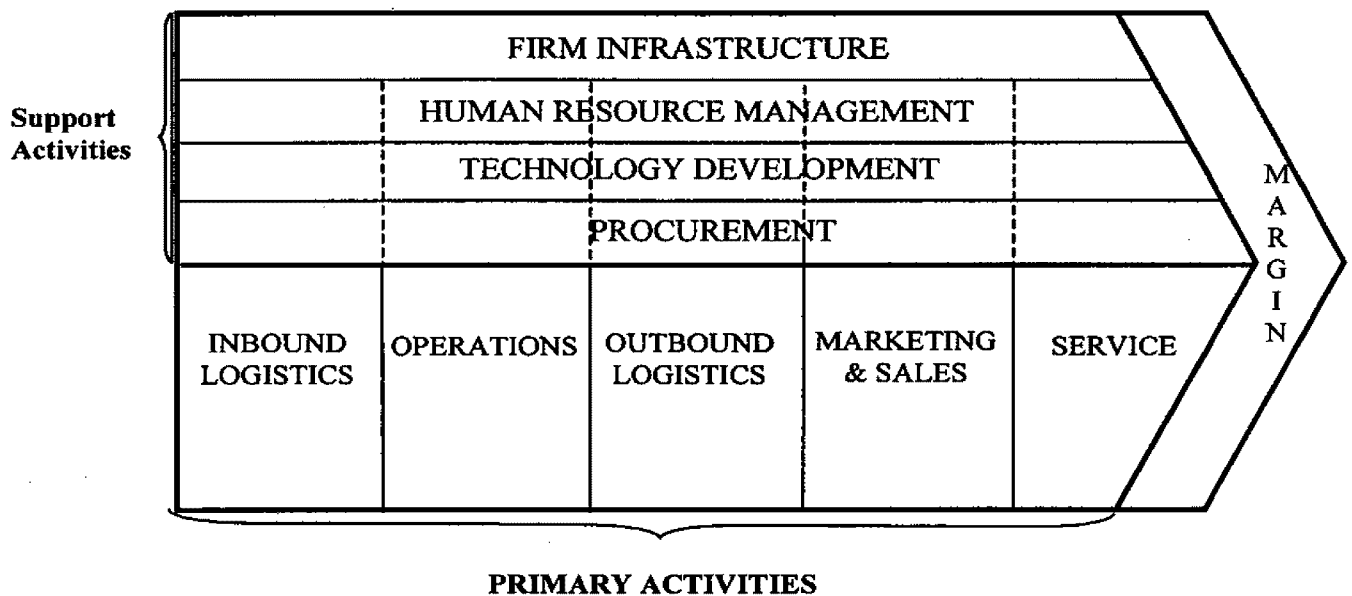 FIRM INFRASTRUCTURE
HUMAN RESOURCE MANAGEMENT
Support
Activities
TECHNOLOGY DEVELOPMENT
PROCUREMENT
MARGIN
INBOUND
LOGISTICS
OPERATIONS
OUTBOUND
LOGISTICS
MARKETING
& SALES
SERVICE
PRIMARY ACTIVITIES